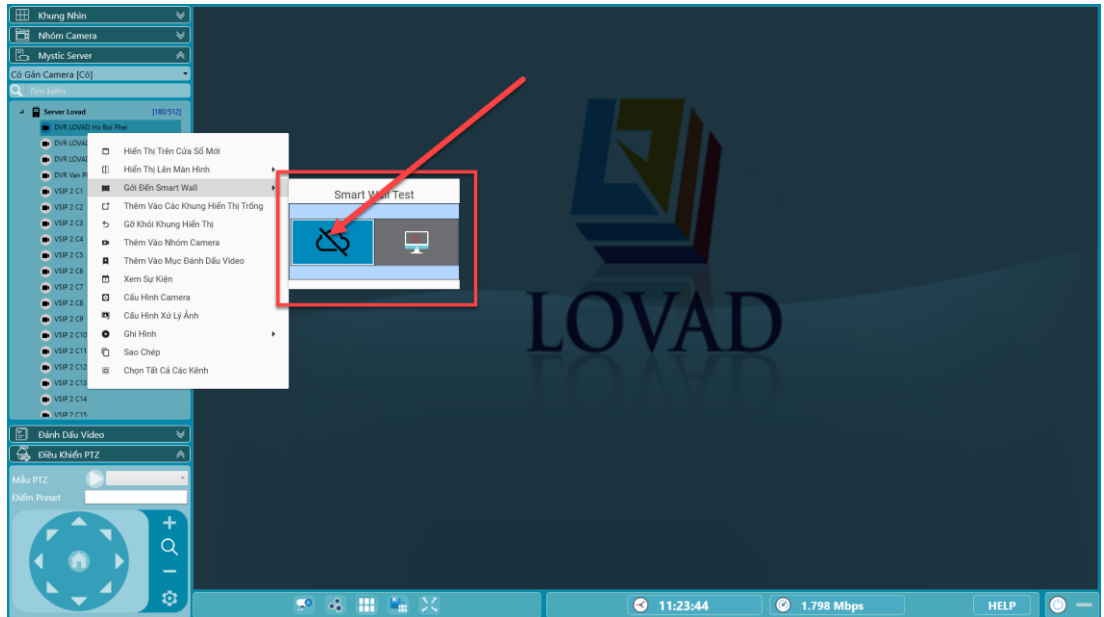 Khung Nhìn
Nhóm Camera
Mystic Server
Có Gán Camera [Có]
Tìm kiếm
Server Lovad [180/512]
DVR LOVAD Ho Boi Phai
DVR LOVAD
DVR LOVAD
DVR Van P
VSIP 2 C1
VSIP 2 C2
VSIP 2 C3
VSIP 2 C4
VSIP 2 C5
VSIP 2 C6
VSIP 2 C7
VSIP 2 C8
VSIP 2 C9
VSIP 2 C10
VSIP 2 C11
VSIP 2 C12
VSIP 2 C13
VSIP 2 C14
VSIP 2 C15
Hiển Thị Trên Cửa Sổ Mới
Hiển Thị Lên Màn Hình
Gởi Đến Smart Wall
Thêm Vào Các Khung Hiển Thị Trống
Gỡ Khỏi Khung Hiển Thị
Thêm Vào Nhóm Camera
Thêm Vào Mục Đánh Dấu Video
Xem Sự Kiện
Cấu Hình Camera
Cấu Hình Xử Lý Ảnh
Ghi Hình
Sao Chép
Chọn Tất Cả Các Kênh
Smart Wall Test
LOVAD
Đánh Dấu Video
Điều Khiển PTZ
Mẫu PTZ
Điểm Preset
11:23:44
1.798 Mbps
HELP